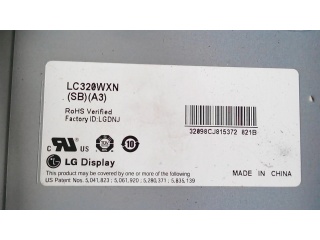 LC320WXN
(SB)(A3)
RoHS Verified
Factory ID:LGDNJ
32098CJ815372 821B
c UL US 10
LG Display
MADE IN CHINA
This product may be covered by one or more of the following
US Patent Nos. 5,041,823 ; 5,061,920 ; 5,280,371 ; 5,835,139